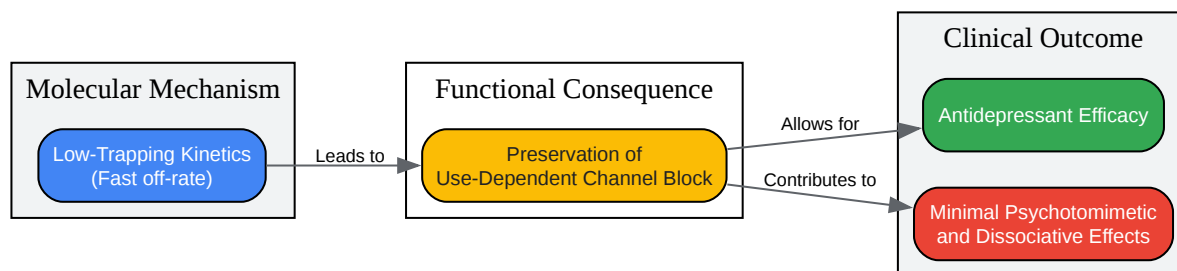 Molecular Mechanism
Low-Trapping Kinetics
(Fast off-rate)
Leads to
Functional Consequence
Preservation of
Use-Dependent Channel Block
Allows for
Contributes to
Clinical Outcome
Antidepressant Efficacy
Minimal Psychotomimetic
and Dissociative Effects